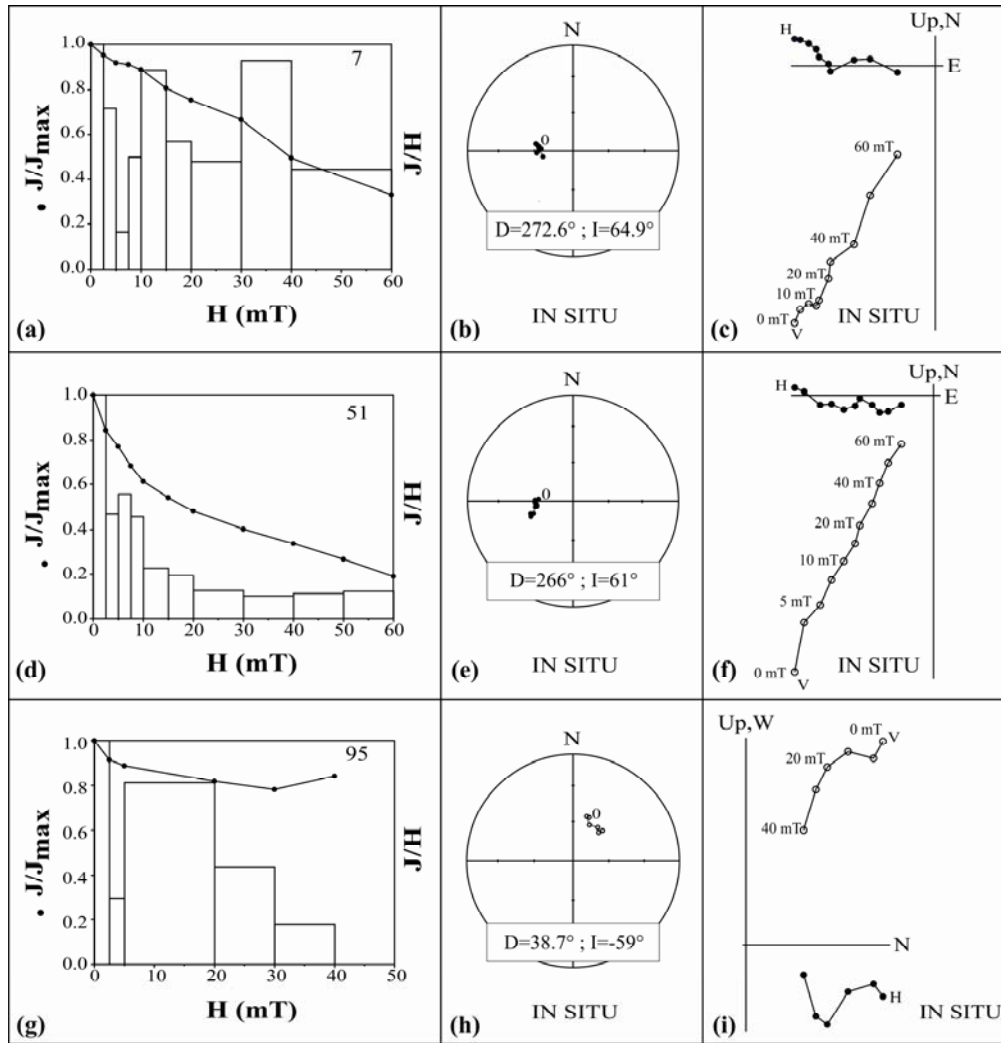 7
J/Jmax
1.0
0.8
0.6
0.4
0.2
0.0
0 10 20 30 40 50 60
H (mT)
J/H
(a)
N
0
D=272.6° ; I=64.9°
IN SITU
(b)
Up,N
H
E
60 mT
40 mT
20 mT
10 mT
0 mT
V
IN SITU
(c)
51
J/Jmax
1.0
0.8
0.6
0.4
0.2
0.0
0 10 20 30 40 50 60
H (mT)
J/H
(d)
N
0
D=266° ; I=61°
IN SITU
(e)
Up,N
H
E
60 mT
40 mT
20 mT
10 mT
5 mT
0 mT
V
IN SITU
(f)
95
J/Jmax
1.0
0.8
0.6
0.4
0.2
0.0
0 10 20 30 40 50
H (mT)
J/H
(g)
N
0
D=38.7° ; I=-59°
IN SITU
(h)
Up,W
0 mT
V
20 mT
40 mT
N
H
IN SITU
(i)